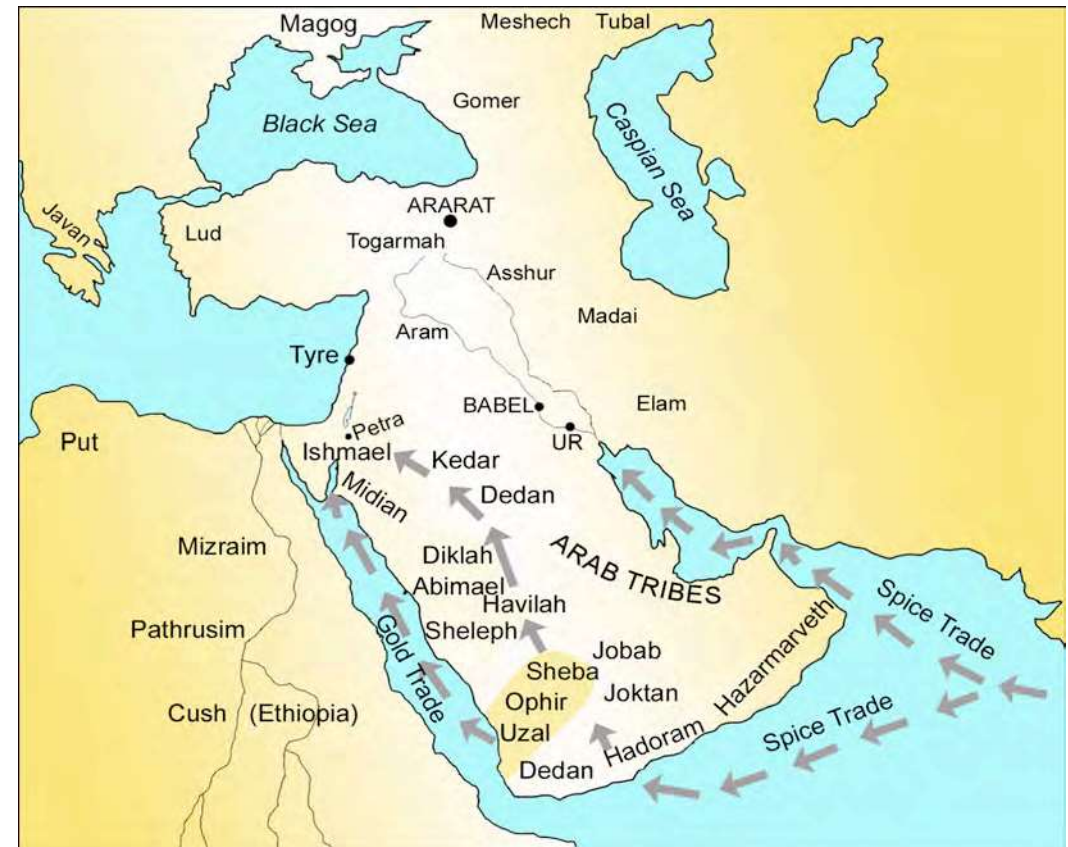 Magog
Meshech
Tubal
Gomer
Black Sea
Caspian Sea
ARARAT
Javan
Lud
Togarmah
Asshur
Madai
Aram
Tyre
BABEL
Elam
UR
Put
Petra
Ishmael
Kedar
Midian
Dedan
Mizraim
Diklah
ARAB TRIBES
Abimael
Havilah
Spice Trade
Pathrusim
Gold Trade
Sheleph
Jobab
Sheba
Hazarmarveth
Joktan
Ophir
Cush (Ethiopia)
Uzal
Hadoram
Spice Trade
Dedan